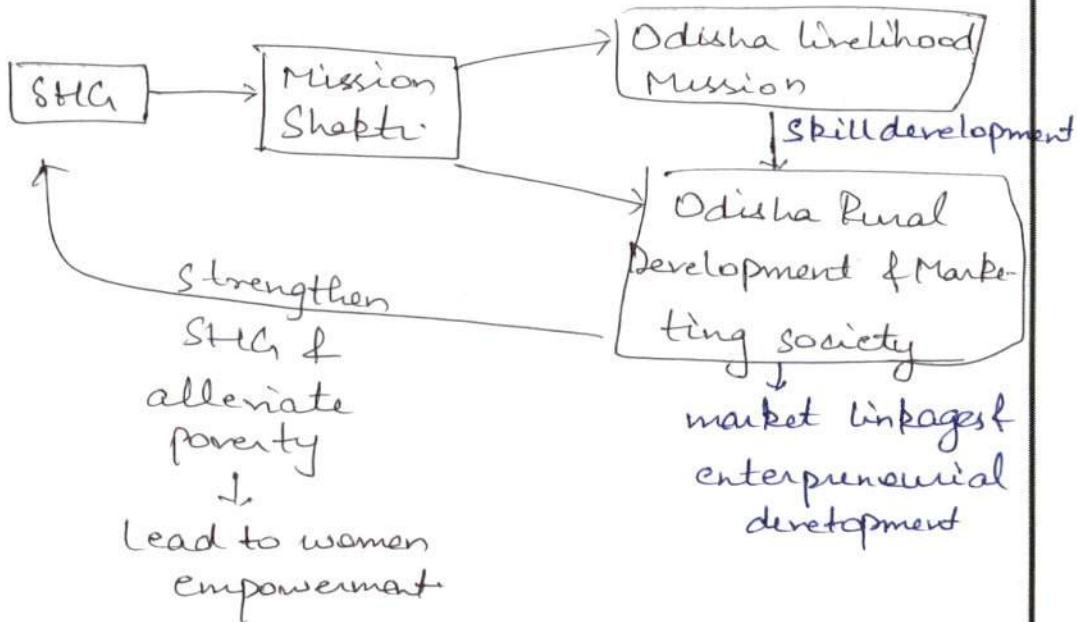 SHG
Mission
Shakti.
Odisha livelihood
Mission
skill development
Odisha Rural
Development & Marke-
ting society
market linkages &
enterpreneurial
development
Strengthen
SHG &
alleviate
poverty
Lead to women
empowerment